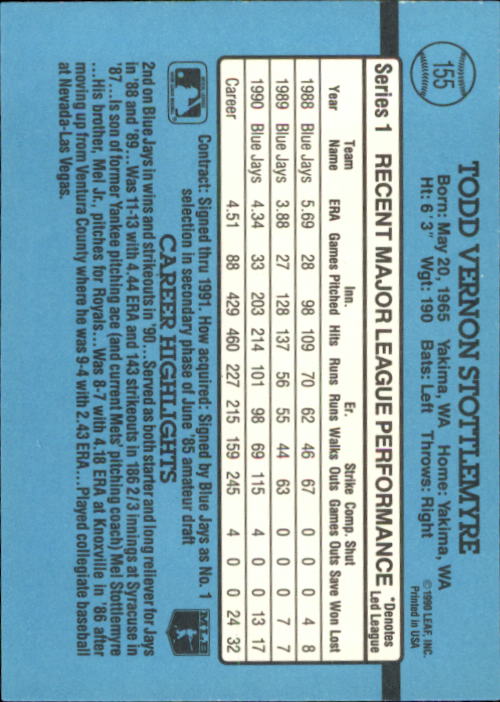 155
TODD VERNON STOTTLEMYRE
Born: May 20, 1965 Yakima, WA Home: Yakima, WA
Ht: 6' 3" Wgt: 190 Bats: Left Throws: Right
© 1990 LEAF, INC.
Printed in USA
Series 1 RECENT MAJOR LEAGUE PERFORMANCE *Denotes Led League
Year Team Name ERA Games Inn. Pitched Hits Runs Er. Runs Walks Strike Outs Comp. Games Shut Outs Save Won Lost
1988 Blue Jays 5.69 28 98 109 70 62 46 67 0 0 0 4 8
1989 Blue Jays 3.88 27 128 137 56 55 44 63 0 0 0 7 7
1990 Blue Jays 4.34 33 203 214 101 98 69 115 4 0 0 13 17
Career 4.51 88 429 460 227 215 159 245 4 0 0 24 32
Contract: Signed thru 1991. Now acquired: Signed by Blue Jays as No. 1
selection in secondary phase of June '85 amateur draft
MLB
CAREER HIGHLIGHTS
2nd on Blue Jays in wins and strikeouts in '90...Served as both starter and long reliever for Jays
in '88 and '89...Was 11-13 with 4.44 ERA and 143 strikeouts in 186 2/3 innings at Syracuse in
'87...Is son of former Yankee pitching ace (and current Mets' pitching coach) Mel Stottlemyre
...His brother, Mel Jr., pitches for Royals...Was 8-7 with 4.18 ERA at Knoxville in '86 after
moving up from Ventura County where he was 9-4 with 2.43 ERA...Played collegiate baseball
at Nevada-Las Vegas.